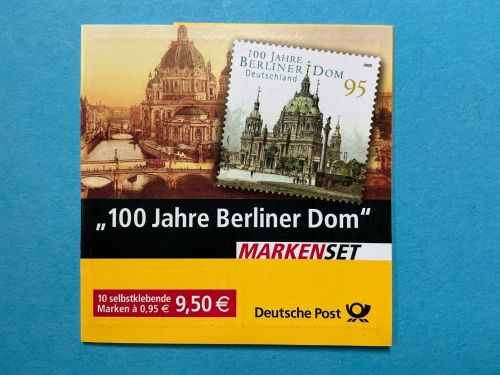 100 JAHRE
BERLINER DOM
Deutschland
95
„100 Jahre Berliner Dom“
MARKENSET
10 selbstklebende
Marken à 0,95 € 9,50 €
Deutsche Post